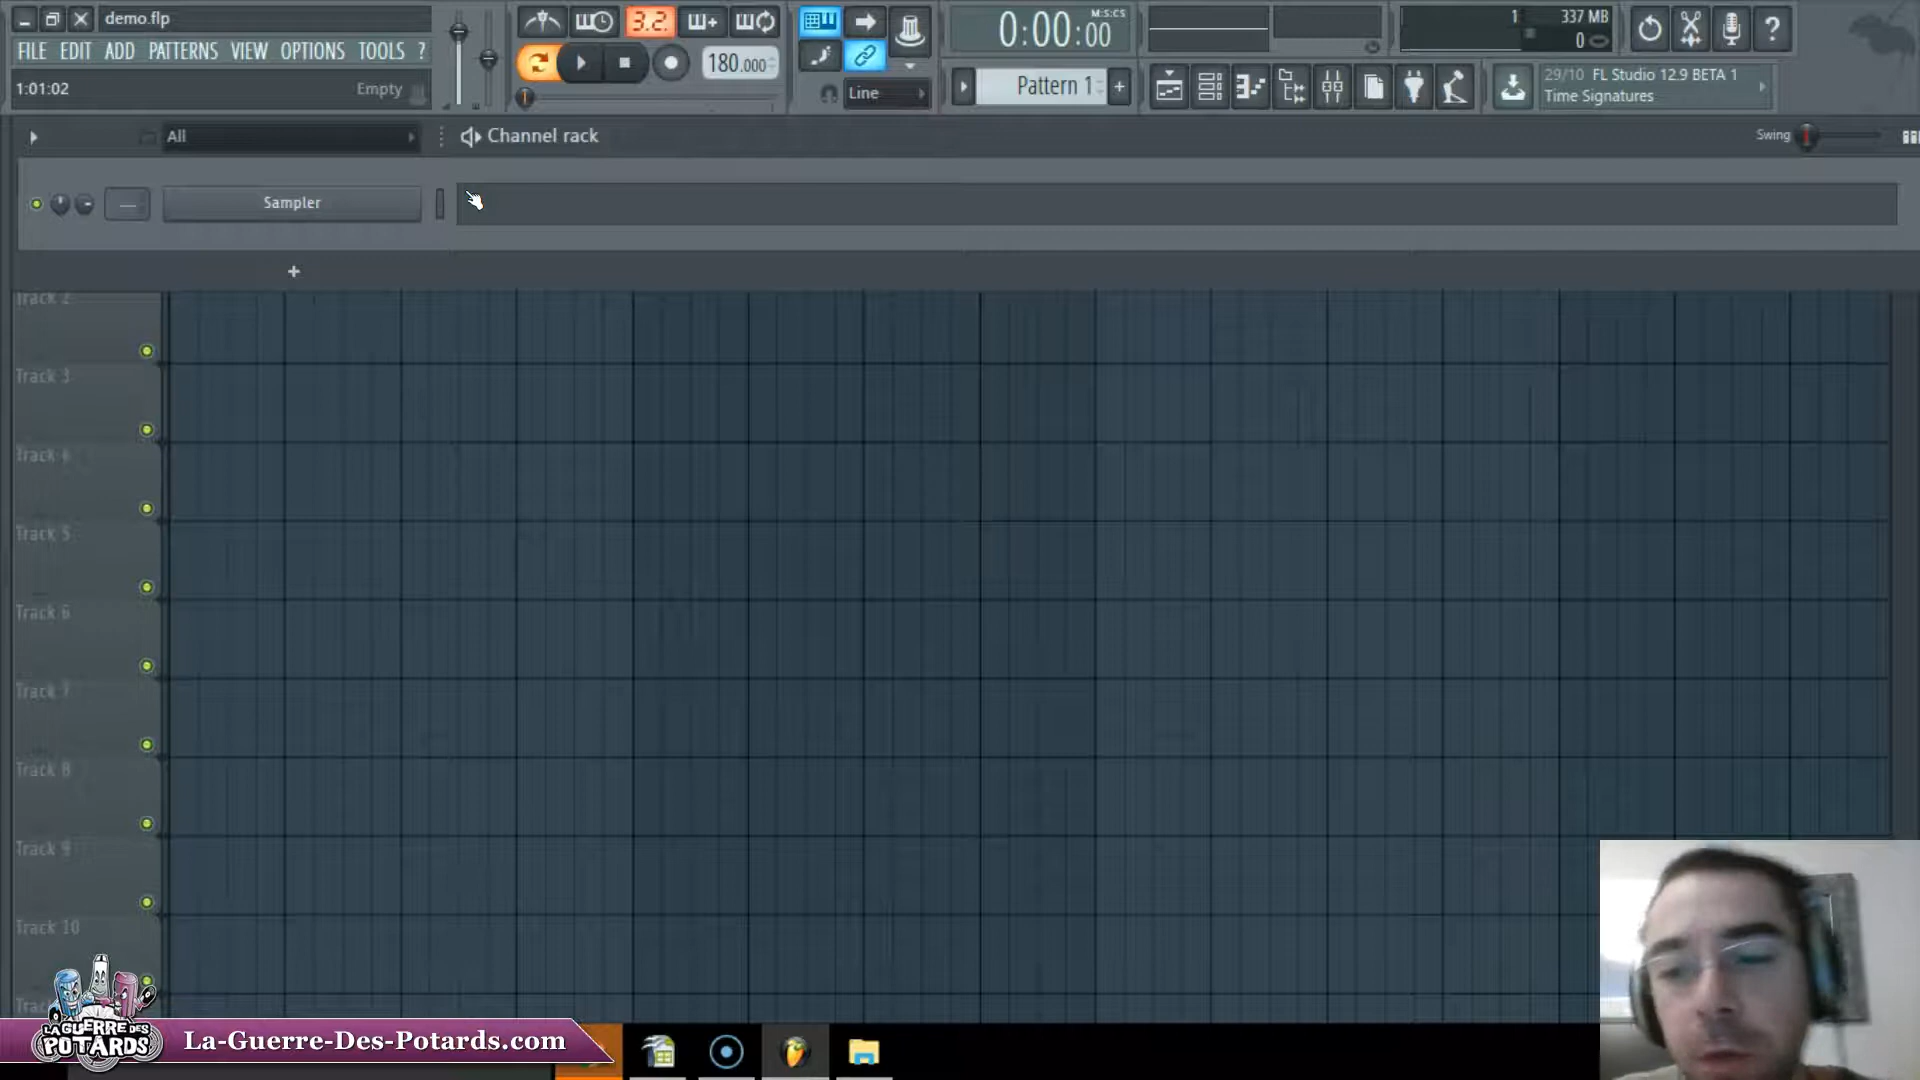 demo.flp
FILE EDIT ADD PATTERNS VIEW OPTIONS TOOLS ?
1:01:02 Empty
3.2.
180.000
Line
0:00:00
M:S:CS
Pattern 1
+
1 337 MB
0
29/10 FL Studio 12.9 BETA 1
Time Signatures
All
Channel rack
Swing
Sampler
+
Track 2
Track 3
Track 4
Track 5
Track 6
Track 7
Track 8
Track 9
Track 10
LA GUERRE DES
POTARDS
La-Guerre-Des-Potards.com